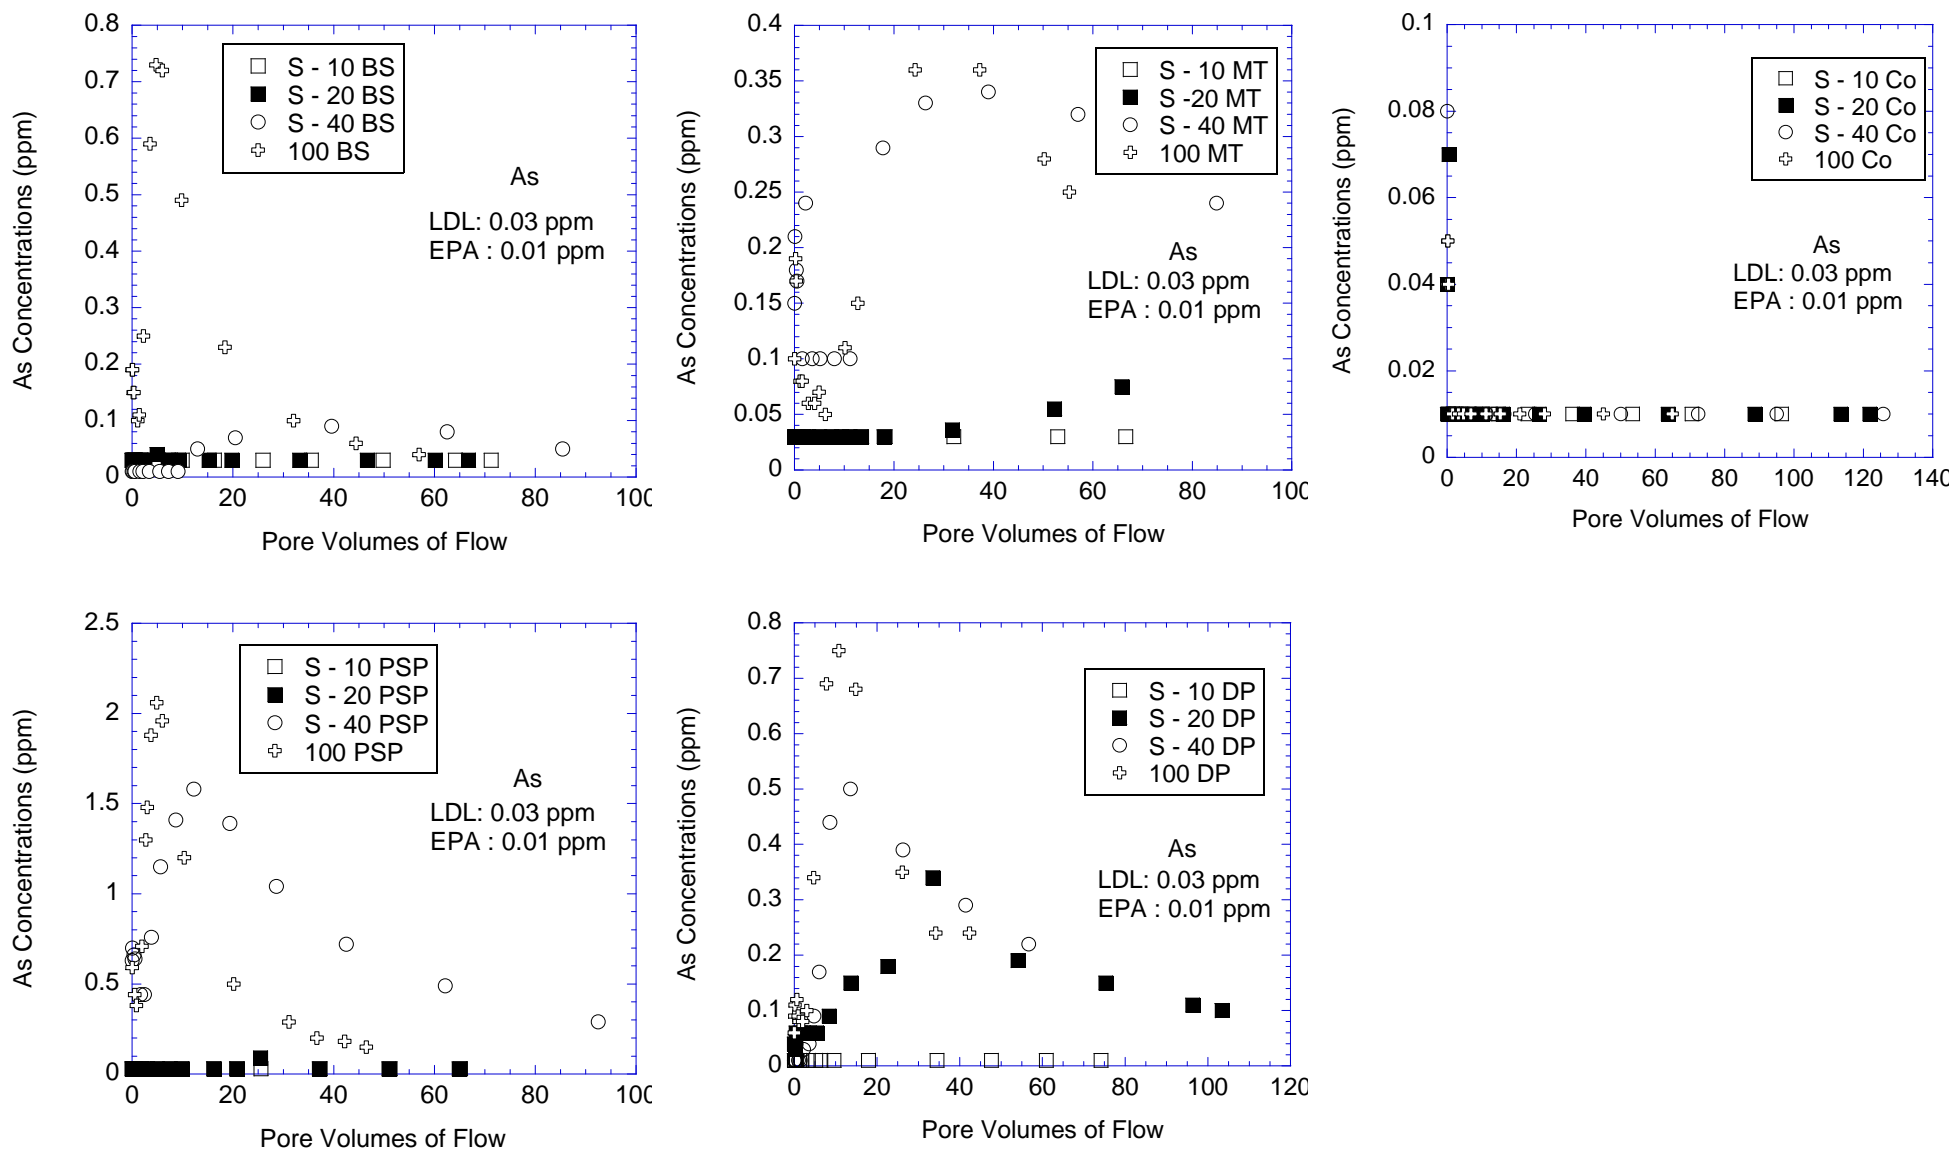 0.8
0.7
0.6
0.5
0.4
0.3
0.2
0.1
0
As Concentrations (ppm)
S - 10 BS
S - 20 BS
S - 40 BS
100 BS
As
LDL: 0.03 ppm
EPA : 0.01 ppm
0 20 40 60 80
Pore Volumes of Flow
0.4
0.35
0.3
0.25
0.2
0.15
0.1
0.05
0
As Concentrations (ppm)
S - 10 MT
S -20 MT
S - 40 MT
100 MT
As
LDL: 0.03 ppm
EPA : 0.01 ppm
0 20 40 60 80
Pore Volumes of Flow
0.1
0.08
0.06
0.04
0.02
0
As Concentrations (ppm)
S - 10 Co
S - 20 Co
S - 40 Co
100 Co
As
LDL: 0.03 ppm
EPA : 0.01 ppm
0 20 40 60 80 100 120 140
Pore Volumes of Flow
2.5
2
1.5
1
0.5
0
As Concentrations (ppm)
S - 10 PSP
S - 20 PSP
S - 40 PSP
100 PSP
As
LDL: 0.03 ppm
EPA : 0.01 ppm
0 20 40 60 80
Pore Volumes of Flow
0.8
0.7
0.6
0.5
0.4
0.3
0.2
0.1
0
As Concentrations (ppm)
S - 10 DP
S - 20 DP
S - 40 DP
100 DP
As
LDL: 0.03 ppm
EPA : 0.01 ppm
0 20 40 60 80 100
Pore Volumes of Flow